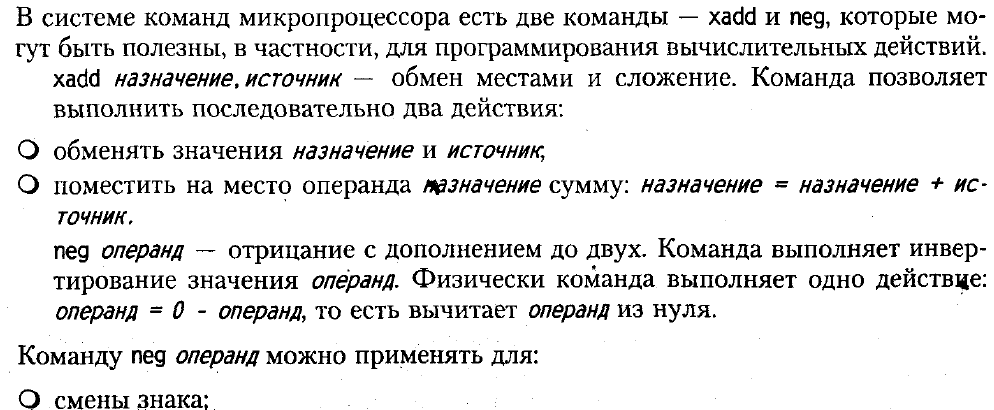 В системе команд микропроцессора есть две команды — xadd и neg, которые мо-
гут быть полезны, в частности, для программирования вычислительных действий.
xadd назначение,источник — обмен местами и сложение. Команда позволяет
выполнить последовательно два действия:
○ обменять значения назначение и источник;
○ поместить на место операнда назначение сумму: назначение = назначение + ис-
точник.
neg операнд — отрицание с дополнением до двух. Команда выполняет инвер-
тирование значения операнд. Физически команда выполняет одно действие:
операнд = 0 - операнд, то есть вычитает операнд из нуля.
Команду neg операнд можно применять для:
○ смены знака;